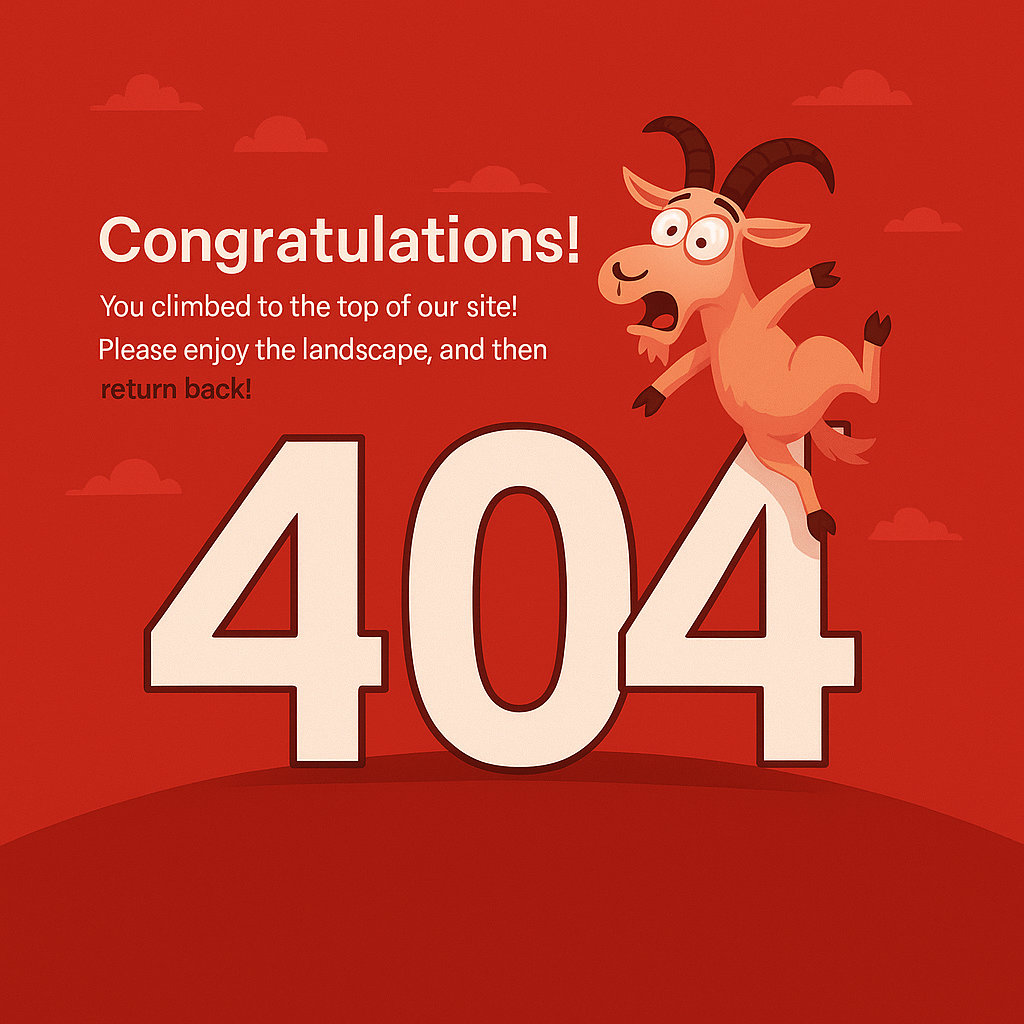 Congratulations!
You climbed to the top of our site!
Please enjoy the landscape, and then
return back!
404